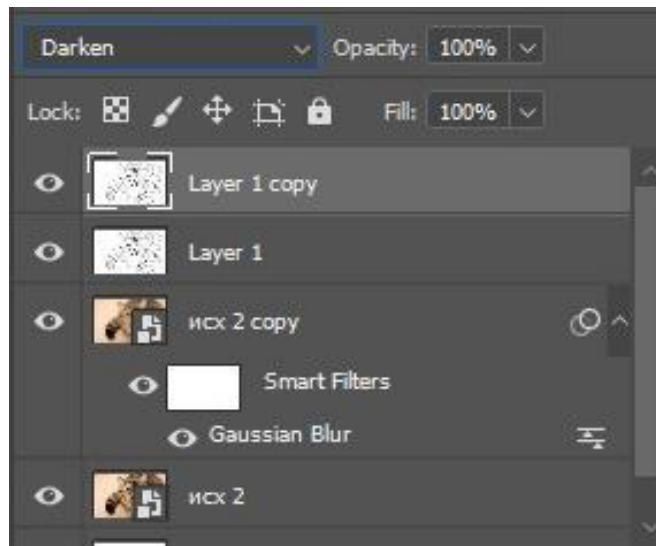 Darken Opacity: 100%
Lock: Fill: 100%
Layer 1 copy
Layer 1
исх 2 copy
Smart Filters
Gaussian Blur
исх 2